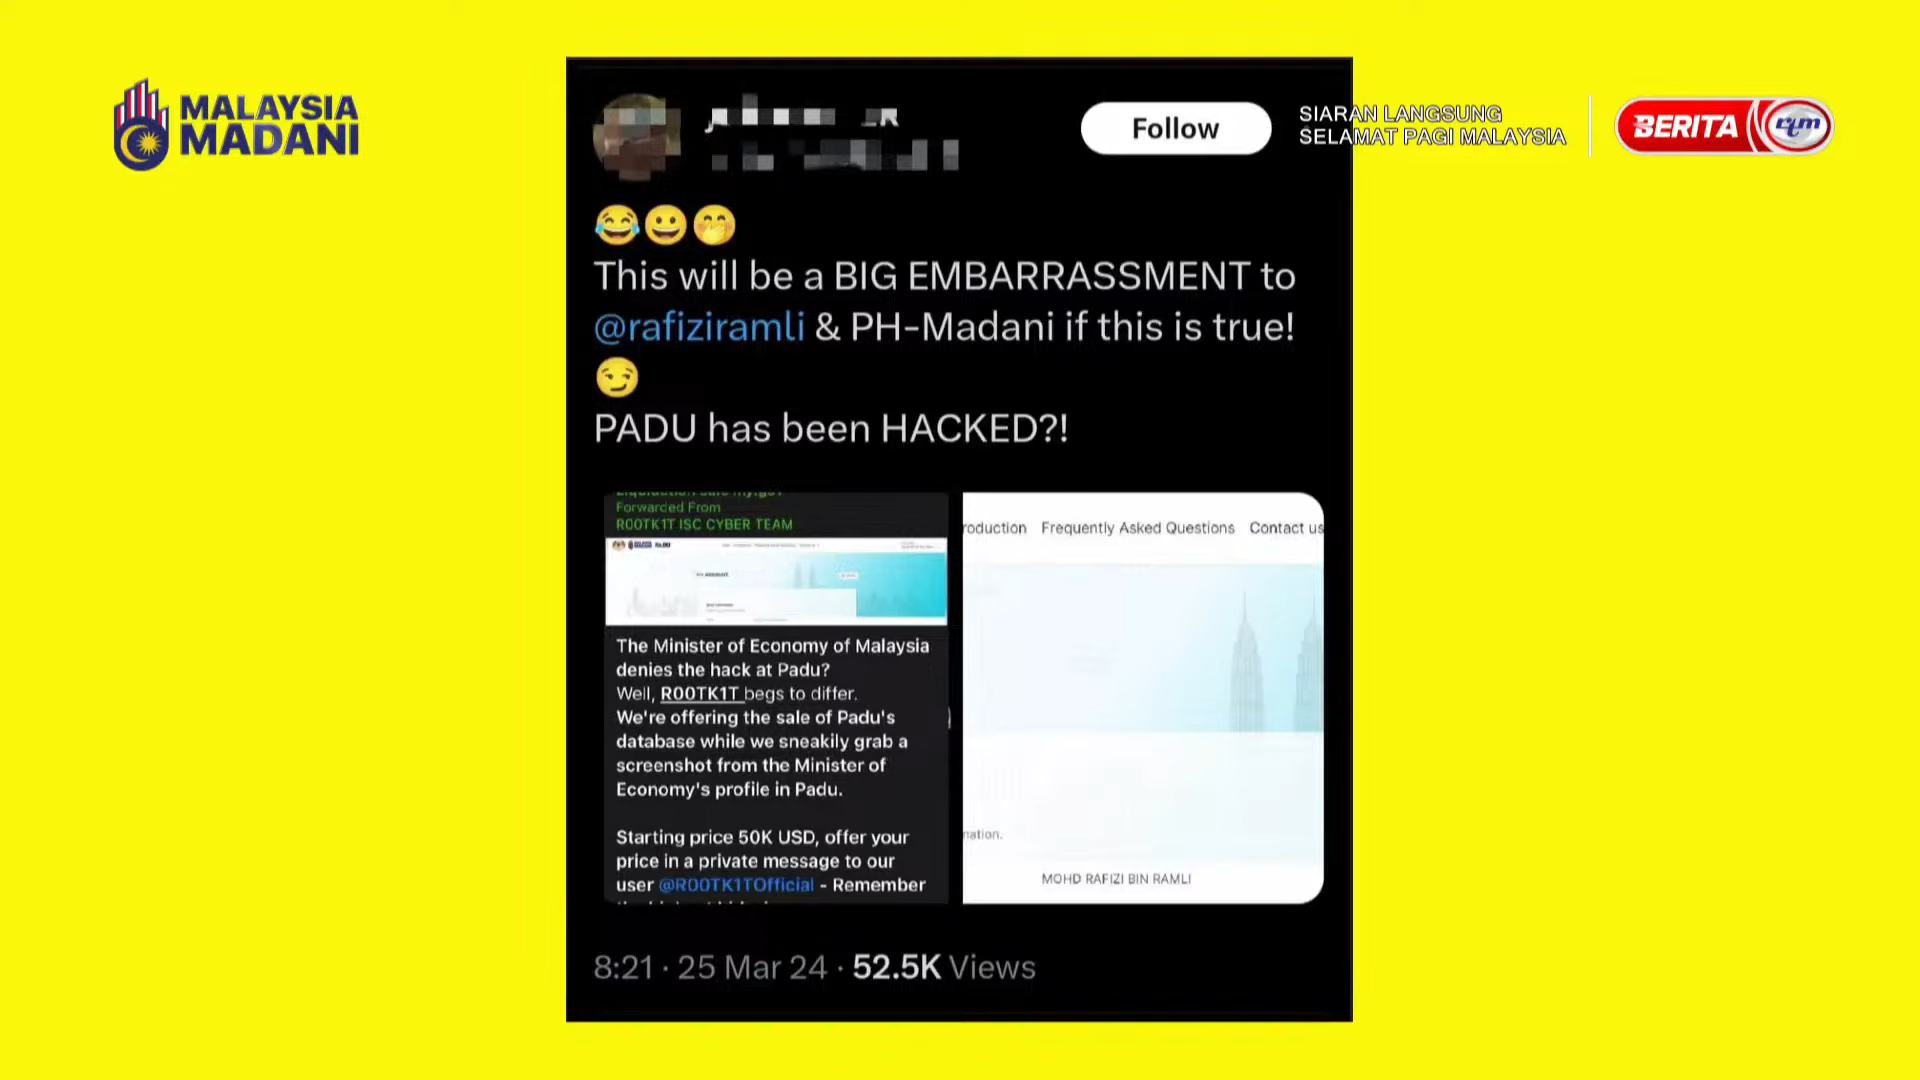 MALAYSIA
MADANI
Follow
SIARAN LANGSUNG
SELAMAT PAGI MALAYSIA
BERITA rtm
😂😀🤭
This will be a BIG EMBARRASSMENT to
@rafiziramli & PH-Madani if this is true!
😏
PADU has been HACKED?!
Forwarded From
R00TK1T ISC CYBER TEAM
The Minister of Economy of Malaysia
denies the hack at Padu?
Well, R00TK1T begs to differ.
We're offering the sale of Padu's
database while we sneakily grab a
screenshot from the Minister of
Economy's profile in Padu.
Starting price 50K USD, offer your
price in a private message to our
user @R00TK1TOfficial - Remember
roduction Frequently Asked Questions Contact us
nation.
MOHD RAFIZI BIN RAMLI
8:21 · 25 Mar 24 · 52.5K Views